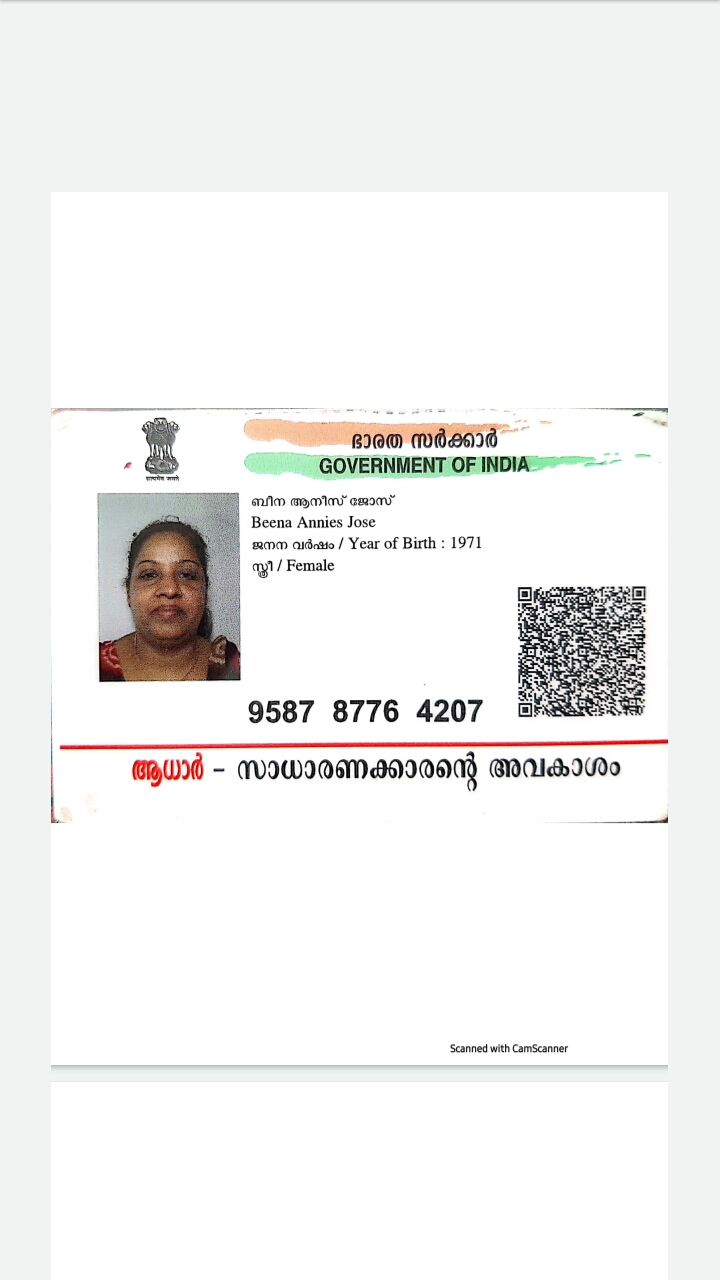 सत्यमेव जयते
ഭാരത സർക്കാർ
GOVERNMENT OF INDIA
ബീന ആനീസ് ജോസ്
Beena Annies Jose
ജനന വർഷം / Year of Birth : 1971
സ്ത്രീ / Female
9587 8776 4207
ആധാർ – സാധാരണക്കാരന്റെ അവകാശം
Scanned with CamScanner